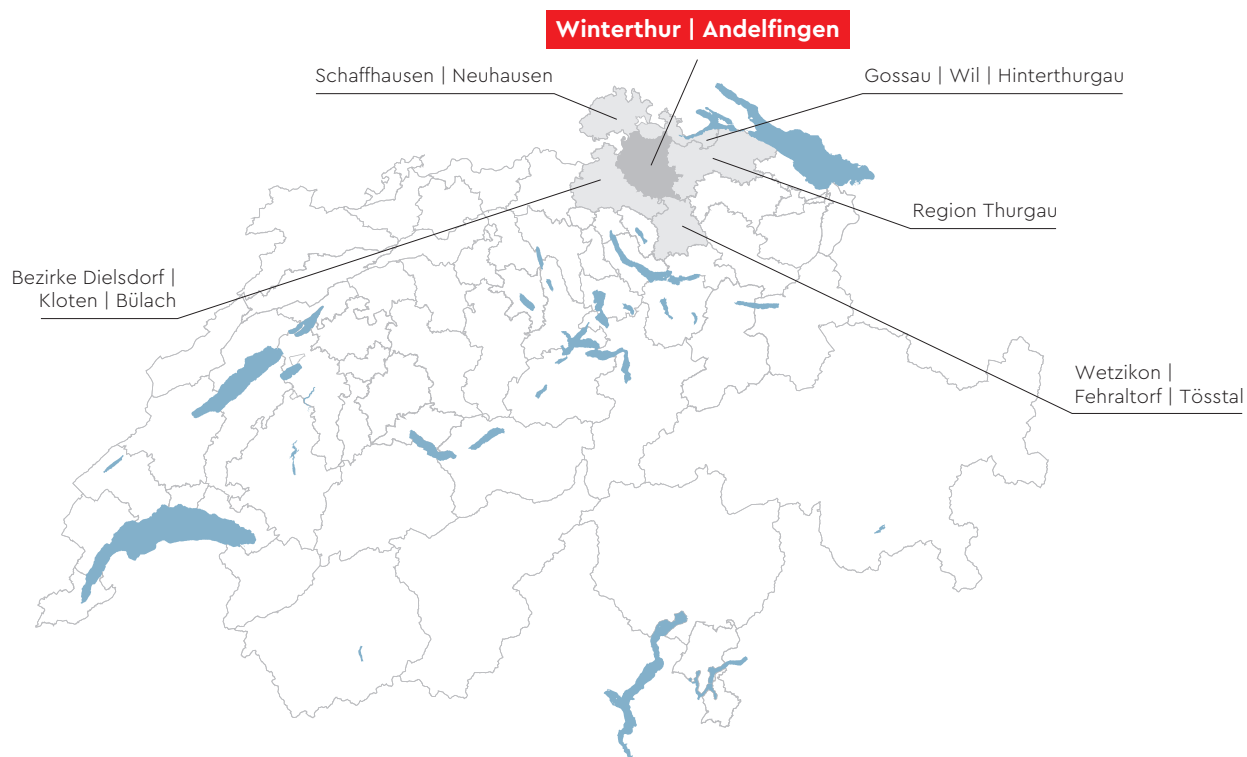 Winterthur | Andelfingen
Schaffhausen | Neuhausen
Gossau | Wil | Hinterthurgau
Region Thurgau
Bezirke Dielsdorf |
Kloten | Bülach
Wetzikon |
Fehraltorf | Tösstal